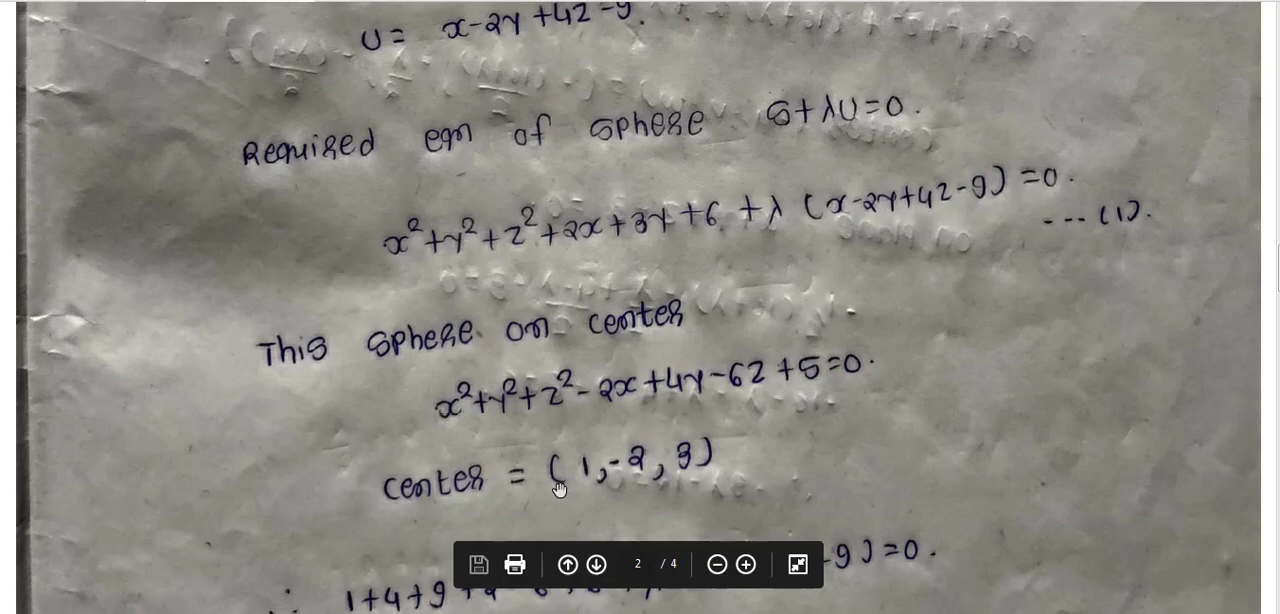 U = x-2y+4z-9.
Required eqn of sphere S+λU=0.
x²+y²+z²+2x+3y+6 +λ (x-2y+4z-9) =0.
--- (1).
This sphere on center
x²+y²+z²-2x+4y-6z+5=0.
center = (1,-2, 3)
2 / 4
∴ 1+4+9 -9)=0.